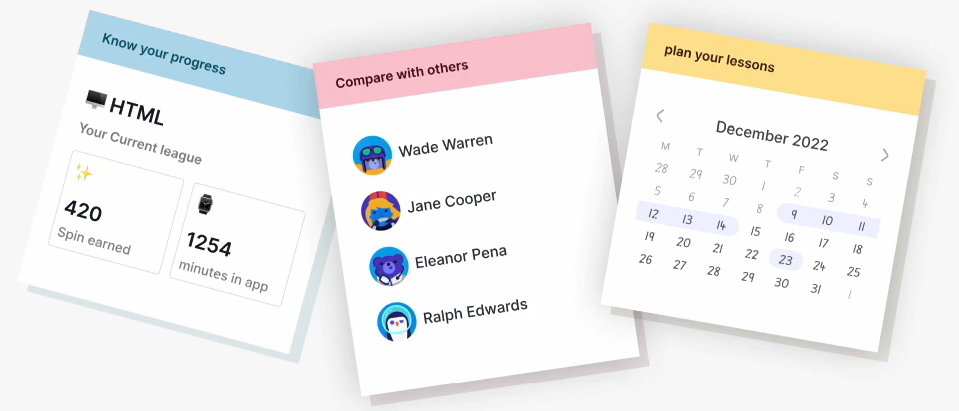 Know your progress
HTML
Your Current league
420
Spin earned
1254
minutes in app
Compare with others
Wade Warren
Jane Cooper
Eleanor Pena
Ralph Edwards
plan your lessons
December 2022
M T W T F S S
28 29 30 1 2 3 4
5 6 7 8 9 10 11
12 13 14 15 16 17 18
19 20 21 22 23 24 25
26 27 28 29 30 31 1